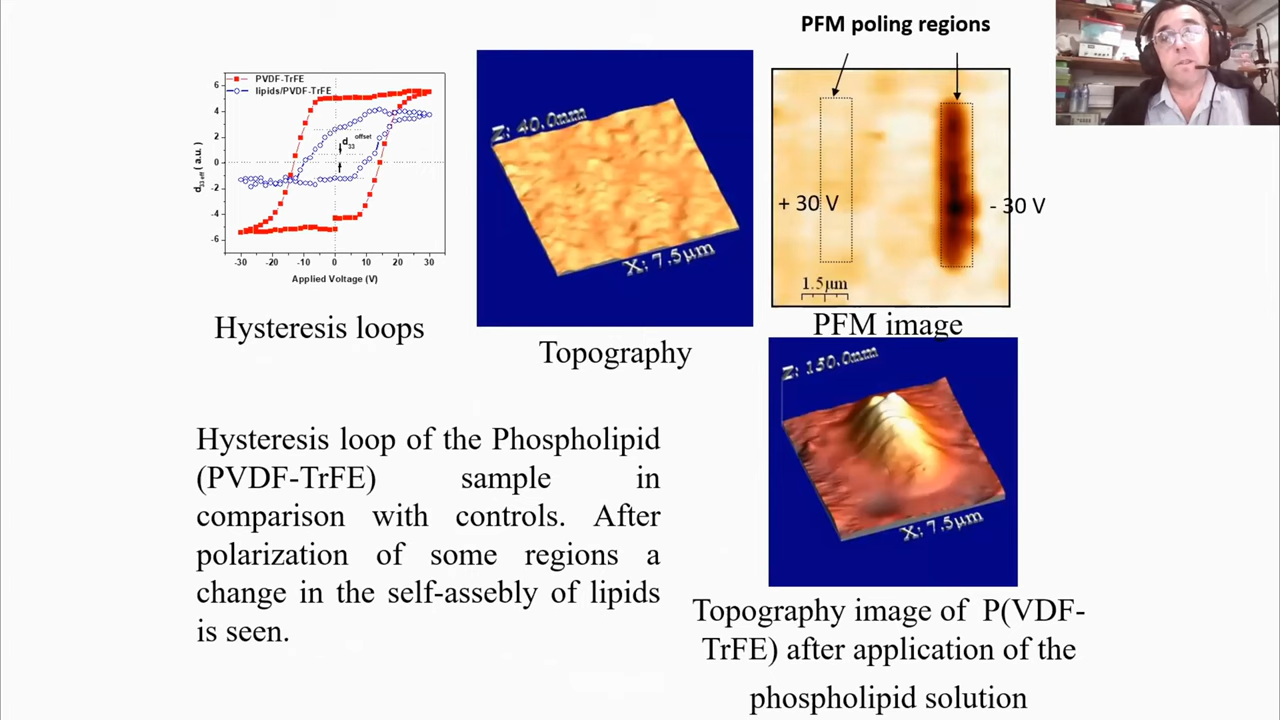 PFM poling regions
PVDF-TrFE
lipids/PVDF-TrFE
6
4
2
0
-2
-4
-6
d33 eff ( a.u. )
d33 offset
-30 -20 -10 0 10 20 30
Applied Voltage (V)
Hysteresis loops
Z: 40.0nm
X: 7.5μm
Topography
+ 30 V
- 30 V
1.5μm
PFM image
Z: 150.0nm
X: 7.5μm
Hysteresis loop of the Phospholipid
(PVDF-TrFE) sample in
comparison with controls. After
polarization of some regions a
change in the self-assebly of lipids
is seen.
Topography image of P(VDF-
TrFE) after application of the
phospholipid solution